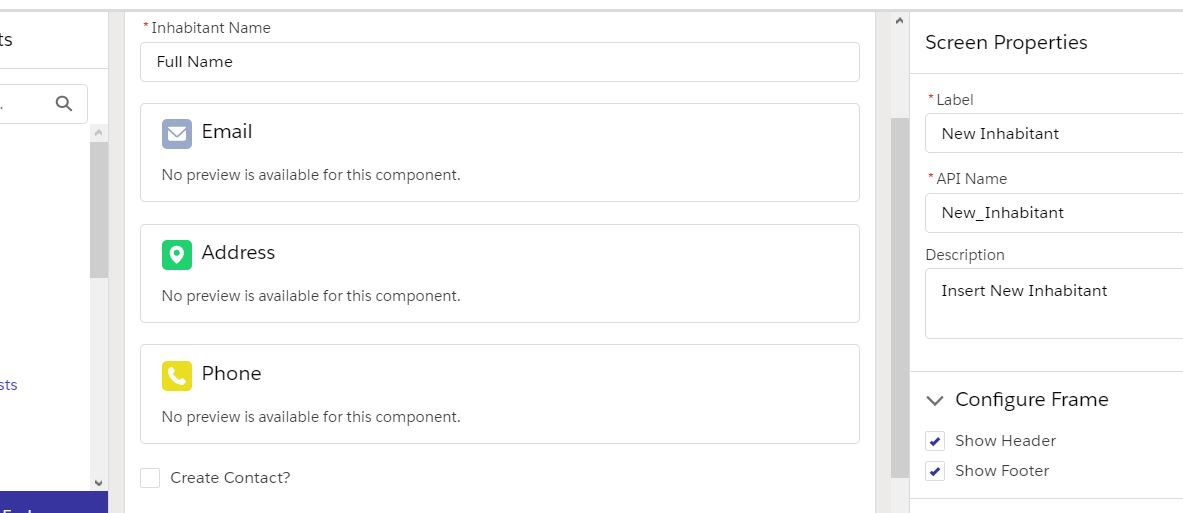 *Inhabitant Name
Full Name
Email
No preview is available for this component.
Address
No preview is available for this component.
Phone
No preview is available for this component.
Create Contact?
Screen Properties
*Label
New Inhabitant
*API Name
New_Inhabitant
Description
Insert New Inhabitant
Configure Frame
Show Header
Show Footer